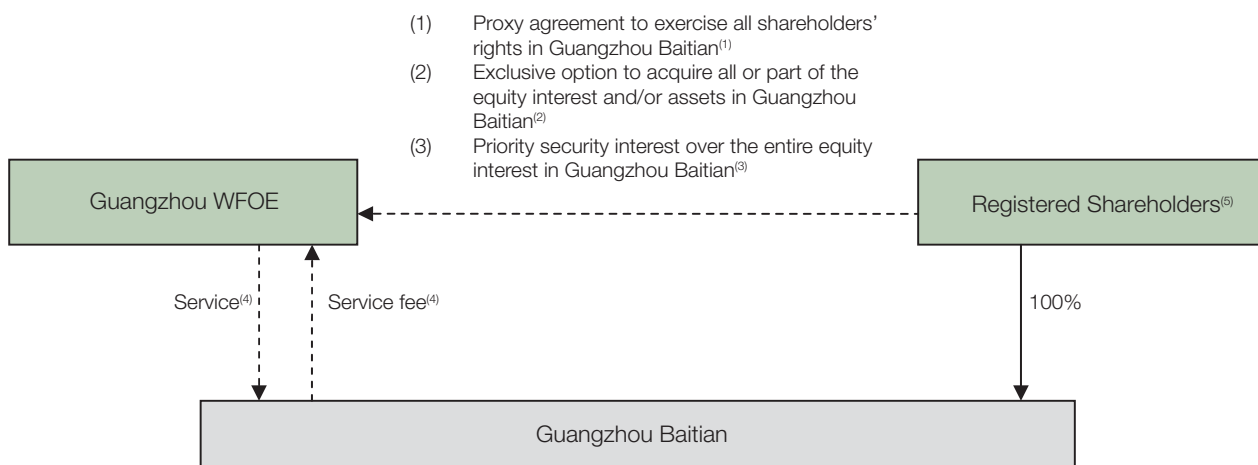 (1) Proxy agreement to exercise all shareholders’
rights in Guangzhou Baitian(1)
(2) Exclusive option to acquire all or part of the
equity interest and/or assets in Guangzhou
Baitian(2)
(3) Priority security interest over the entire equity
interest in Guangzhou Baitian(3)
Guangzhou WFOE
Registered Shareholders(5)
Service(4)
Service fee(4)
100%
Guangzhou Baitian